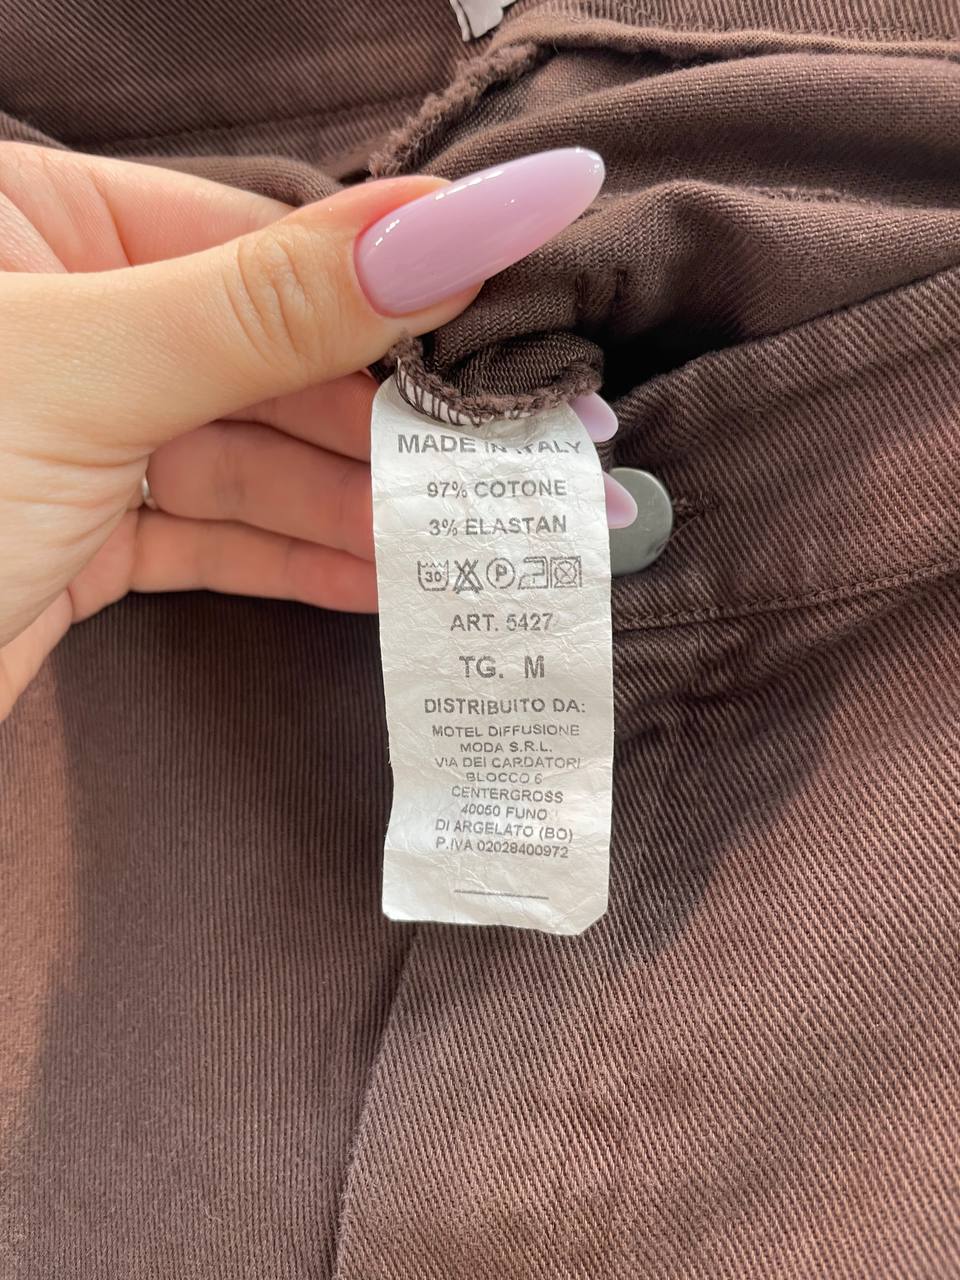 MADE IN ITALY
97% COTONE
3% ELASTAN
30 P
ART. 5427
TG. M
DISTRIBUITO DA:
MOTEL DIFFUSIONE
MODA S.R.L.
VIA DEI CARDATORI
BLOCCO 6
CENTERGROSS
40050 FUNO
DI ARGELATO (BO)
P.IVA 02028400972